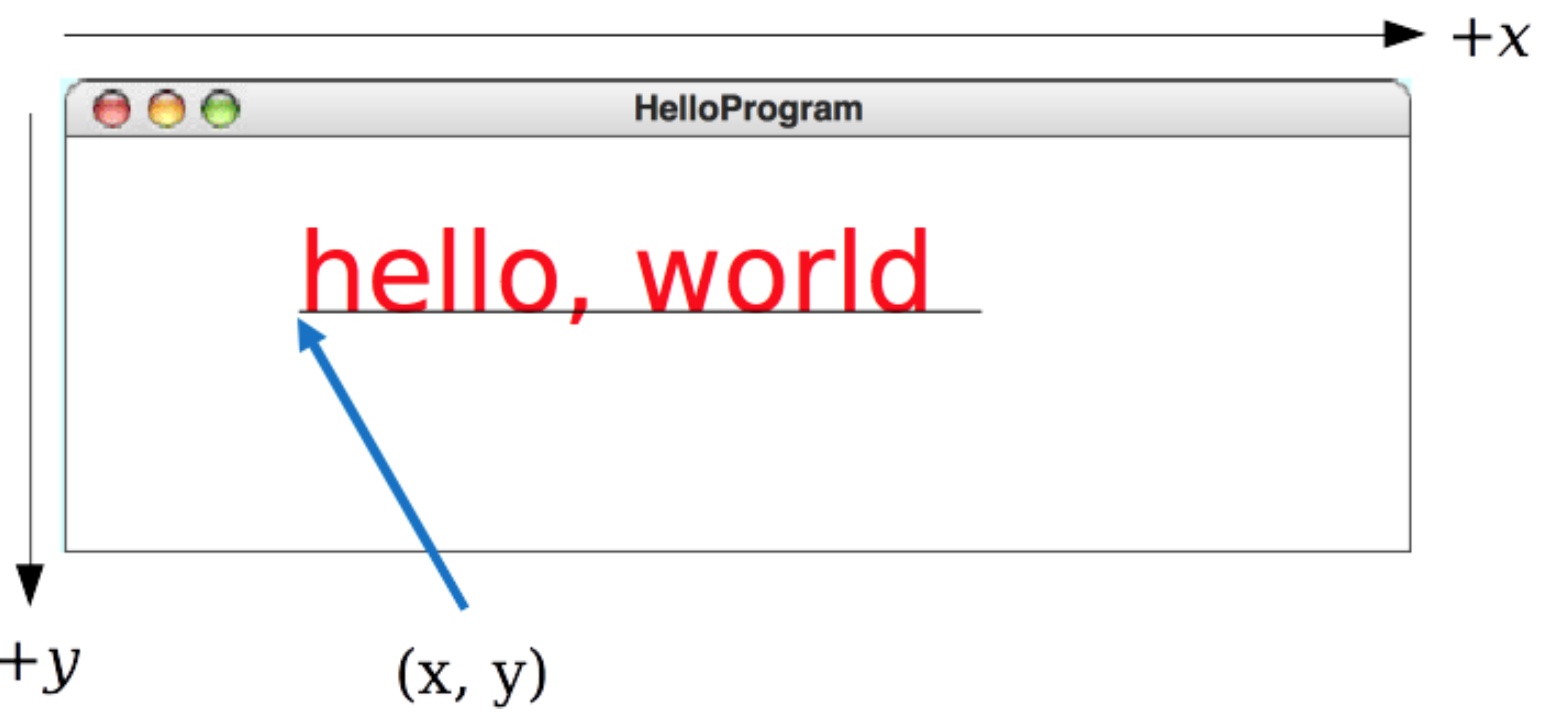 +x
HelloProgram
hello, world
+y
(x, y)